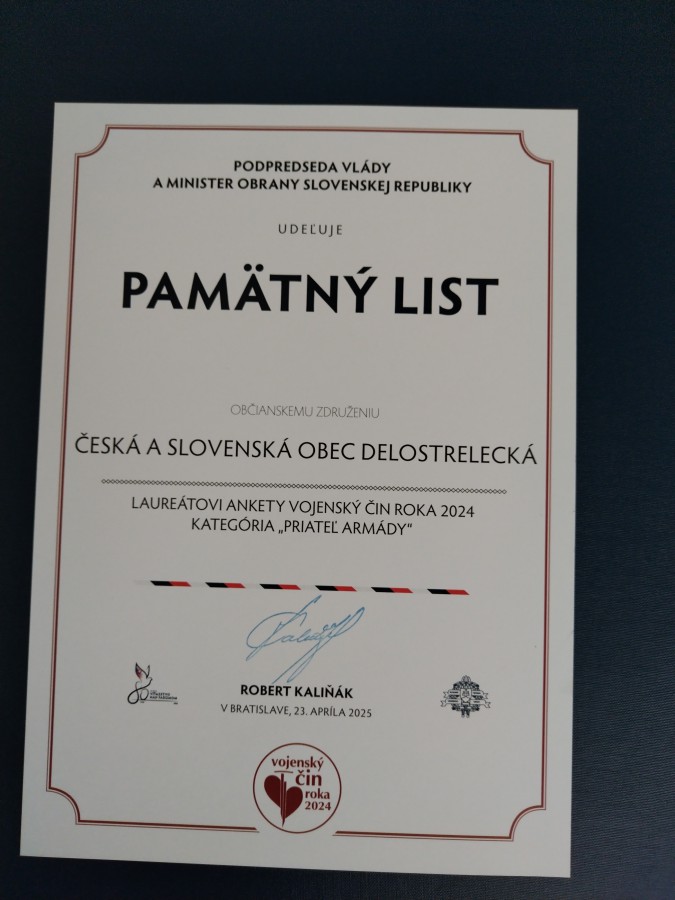 PODPREDSEDA VLÁDY
A MINISTER OBRANY SLOVENSKEJ REPUBLIKY
UDEĽUJE
PAMÄTNÝ LIST
OBČIANSKEMU ZDRUŽENIU
ČESKÁ A SLOVENSKÁ OBEC DELOSTRELECKÁ
LAUREÁTOVI ANKETY VOJENSKÝ ČIN ROKA 2024
KATEGÓRIA „PRIATEĽ ARMÁDY“
ROBERT KALIŇÁK
V BRATISLAVE, 23. APRÍLA 2025
vojenský
čin
roka
2024